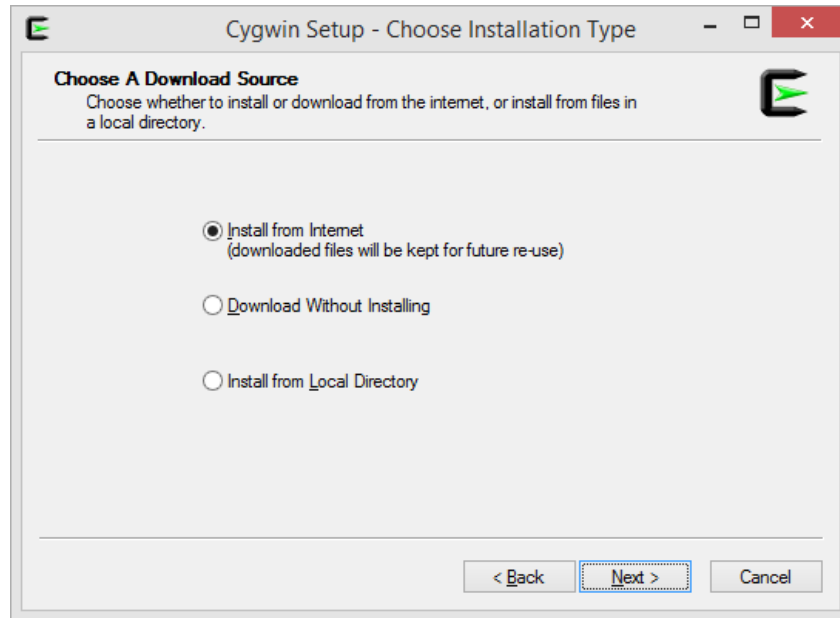 Cygwin Setup - Choose Installation Type
Choose A Download Source
Choose whether to install or download from the internet, or install from files in
a local directory.
Install from Internet
(downloaded files will be kept for future re-use)
Download Without Installing
Install from Local Directory
< Back Next > Cancel